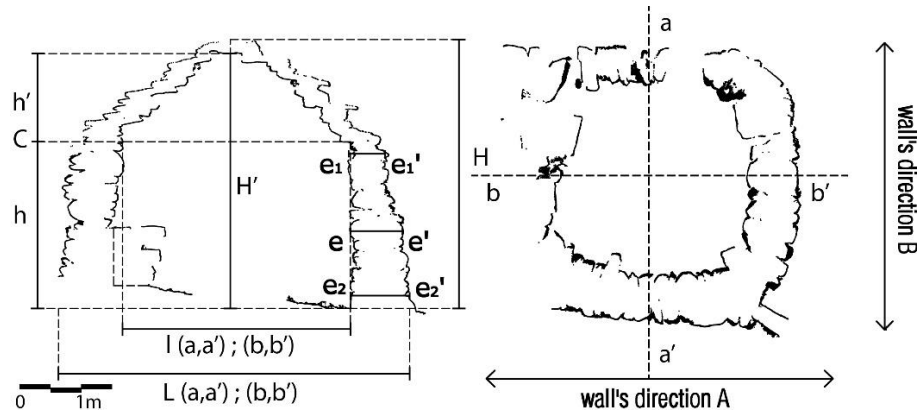 h'
C
h
H'
H
e1 e1'
e e'
e2 e2'
l (a,a') ; (b,b')
L (a,a') ; (b,b')
0 1m
a
b b'
a'
wall's direction A
wall's direction B